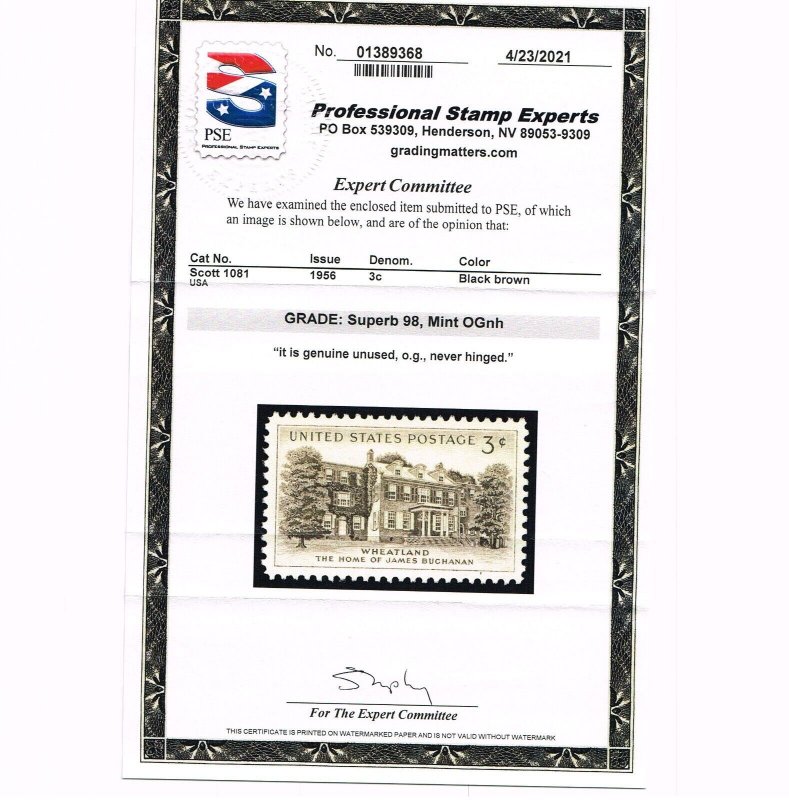 No. 01389368 4/23/2021
PSE
PROFESSIONAL STAMP EXPERTS
Professional Stamp Experts
PO Box 539309, Henderson, NV 89053-9309
gradingmatters.com
Expert Committee
We have examined the enclosed item submitted to PSE, of which
an image is shown below, and are of the opinion that:
Cat No. Issue Denom. Color
Scott 1081 1956 3c Black brown
USA
GRADE: Superb 98, Mint OGnh
“it is genuine unused, o.g., never hinged.”
UNITED STATES POSTAGE 3¢
WHEATLAND
THE HOME OF JAMES BUCHANAN
For The Expert Committee
THIS CERTIFICATE IS PRINTED ON WATERMARKED PAPER AND IS NOT VALID WITHOUT WATERMARK